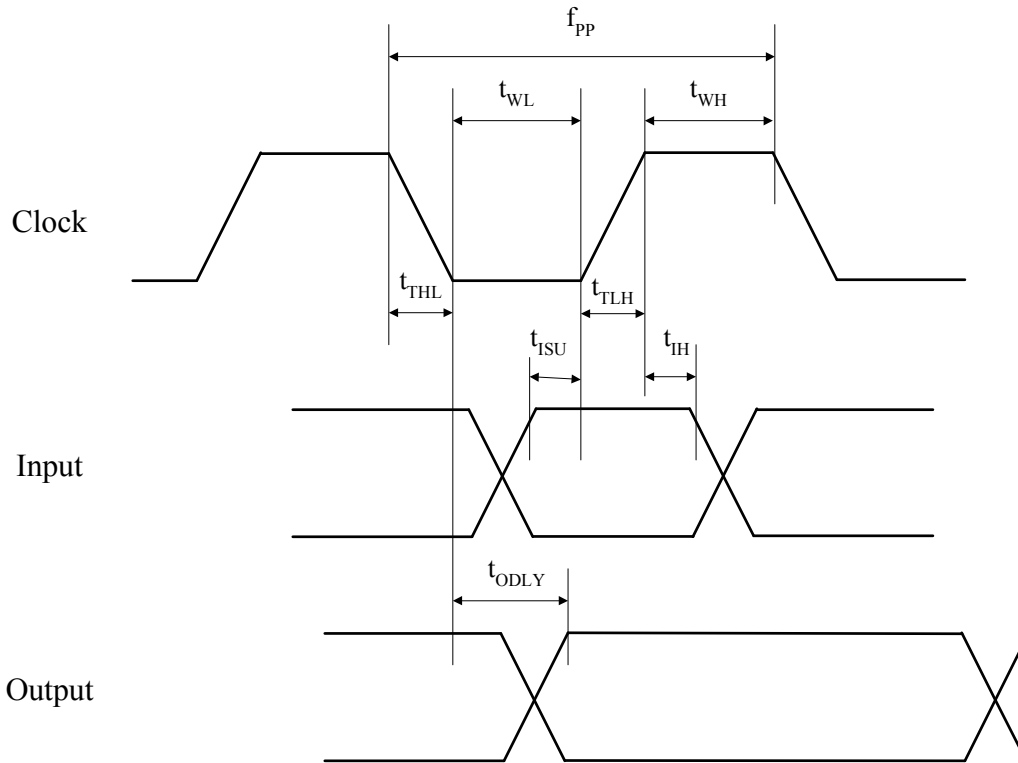 f_PP
t_WL t_WH
Clock
t_THL t_TLH
t_ISU t_IH
Input
t_ODLY
Output